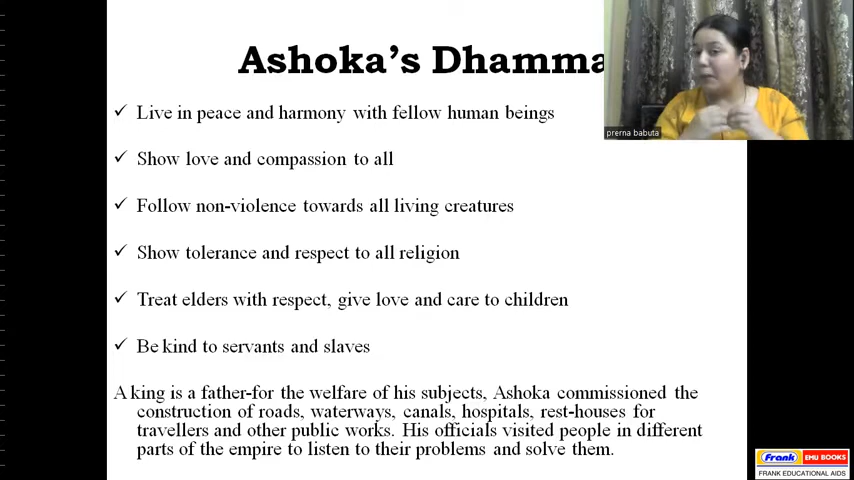 Ashoka's Dhamma
prerna babuta
✓ Live in peace and harmony with fellow human beings
✓ Show love and compassion to all
✓ Follow non-violence towards all living creatures
✓ Show tolerance and respect to all religion
✓ Treat elders with respect, give love and care to children
✓ Be kind to servants and slaves
A king is a father-for the welfare of his subjects, Ashoka commissioned the
construction of roads, waterways, canals, hospitals, rest-houses for
travellers and other public works. His officials visited people in different
parts of the empire to listen to their problems and solve them.
Frank EMU BOOKS
FRANK EDUCATIONAL AIDS